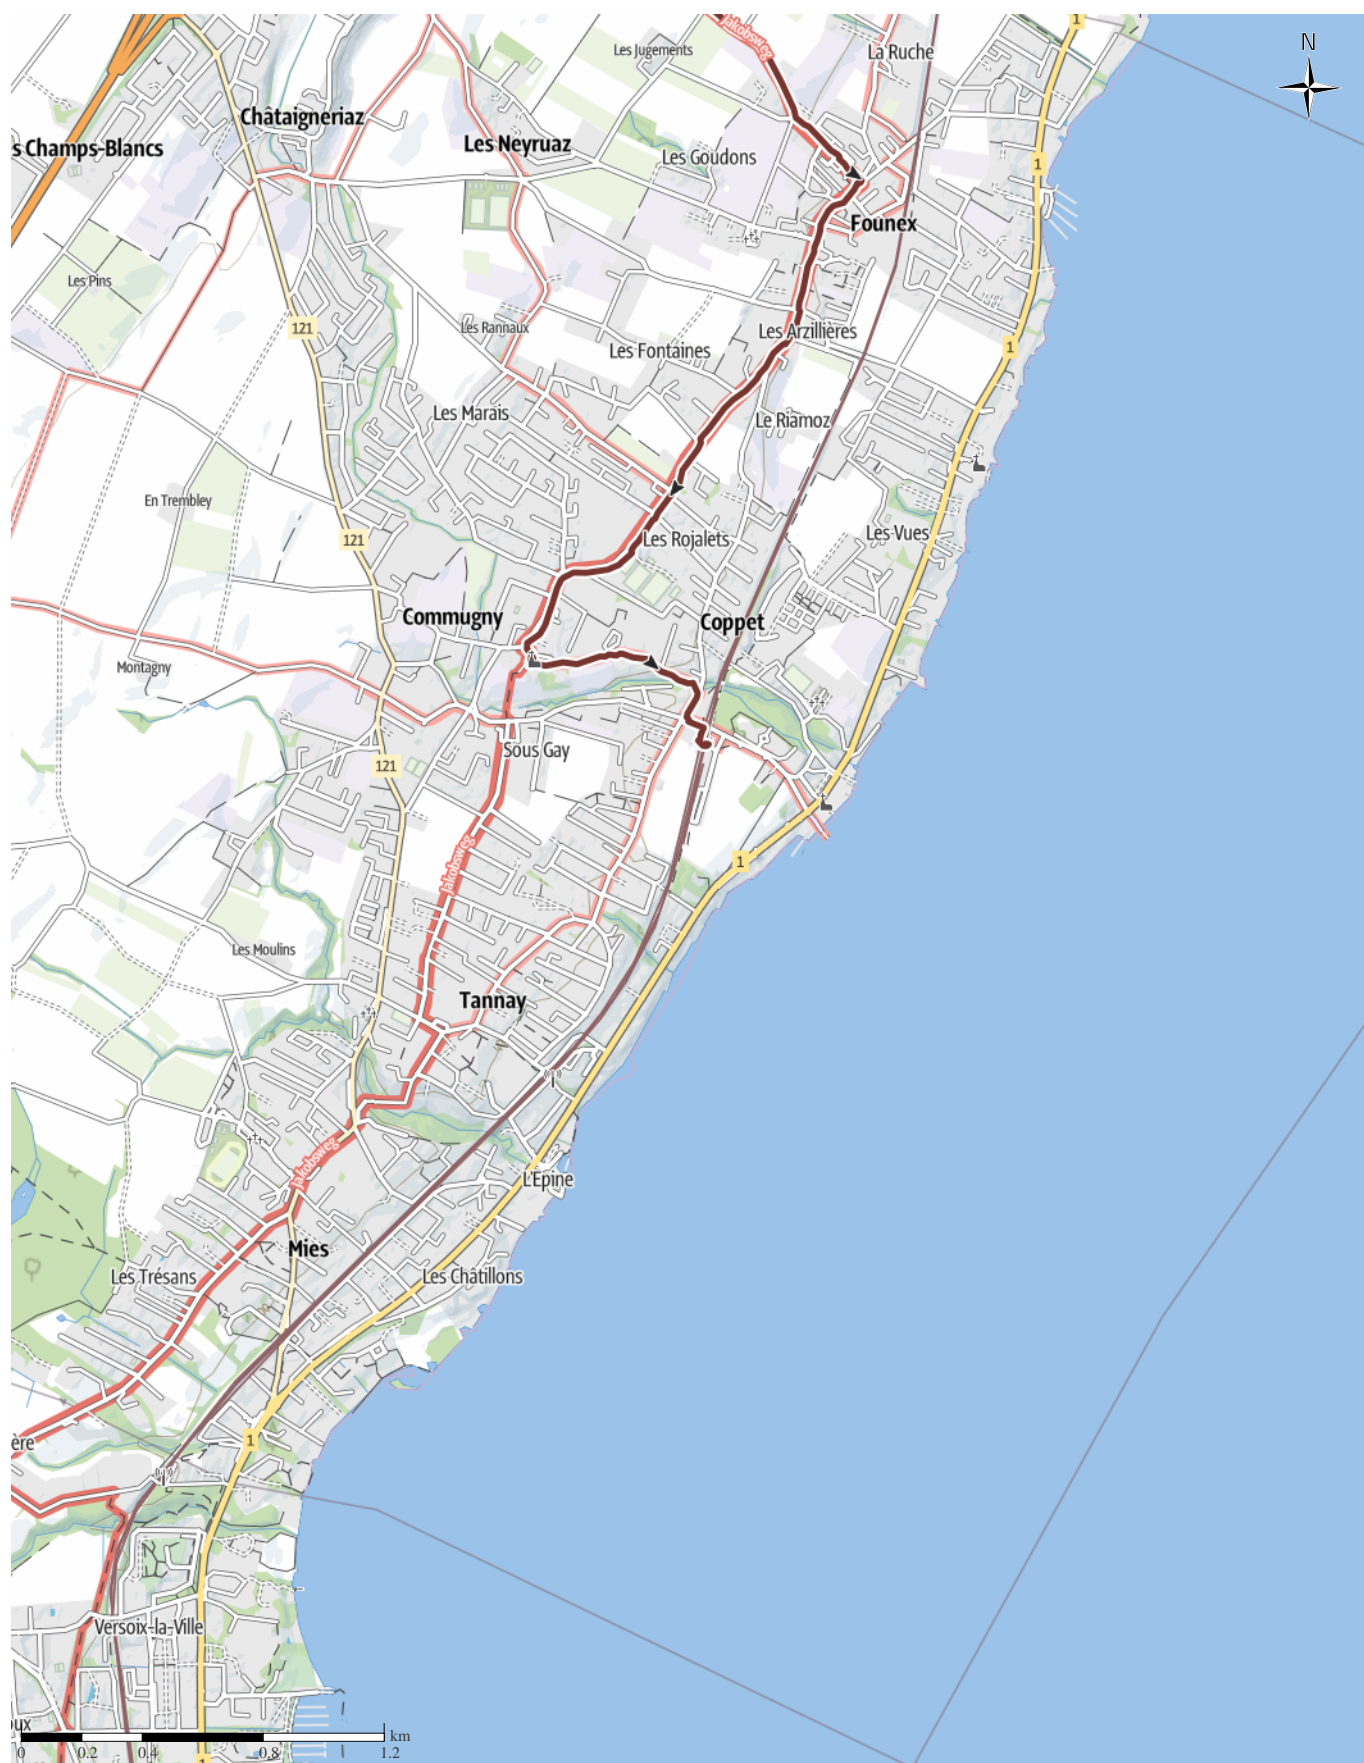 Jakobsweg
1
N
Les Jugements
La Ruche
Châtaigneriaz
s Champs-Blancs
Les Neyruaz
Les Goudons
1
Founex
Les Pins
121
Les Rannaux
Les Arzillières
Les Fontaines
1
Les Marais
Le Riamoz
En Trembley
121
Les Rojalets
Les Vues
Commugny
Coppet
Montagny
Sous Gay
121
1
Jakobsweg
Les Moulins
Tannay
Jakobsweg
L'Epine
Mies
Les Trésans
Les Châtillons
ère
1
Versoix-la-Ville
oux
km
0 0.2 0.4 0.8 1.2
1